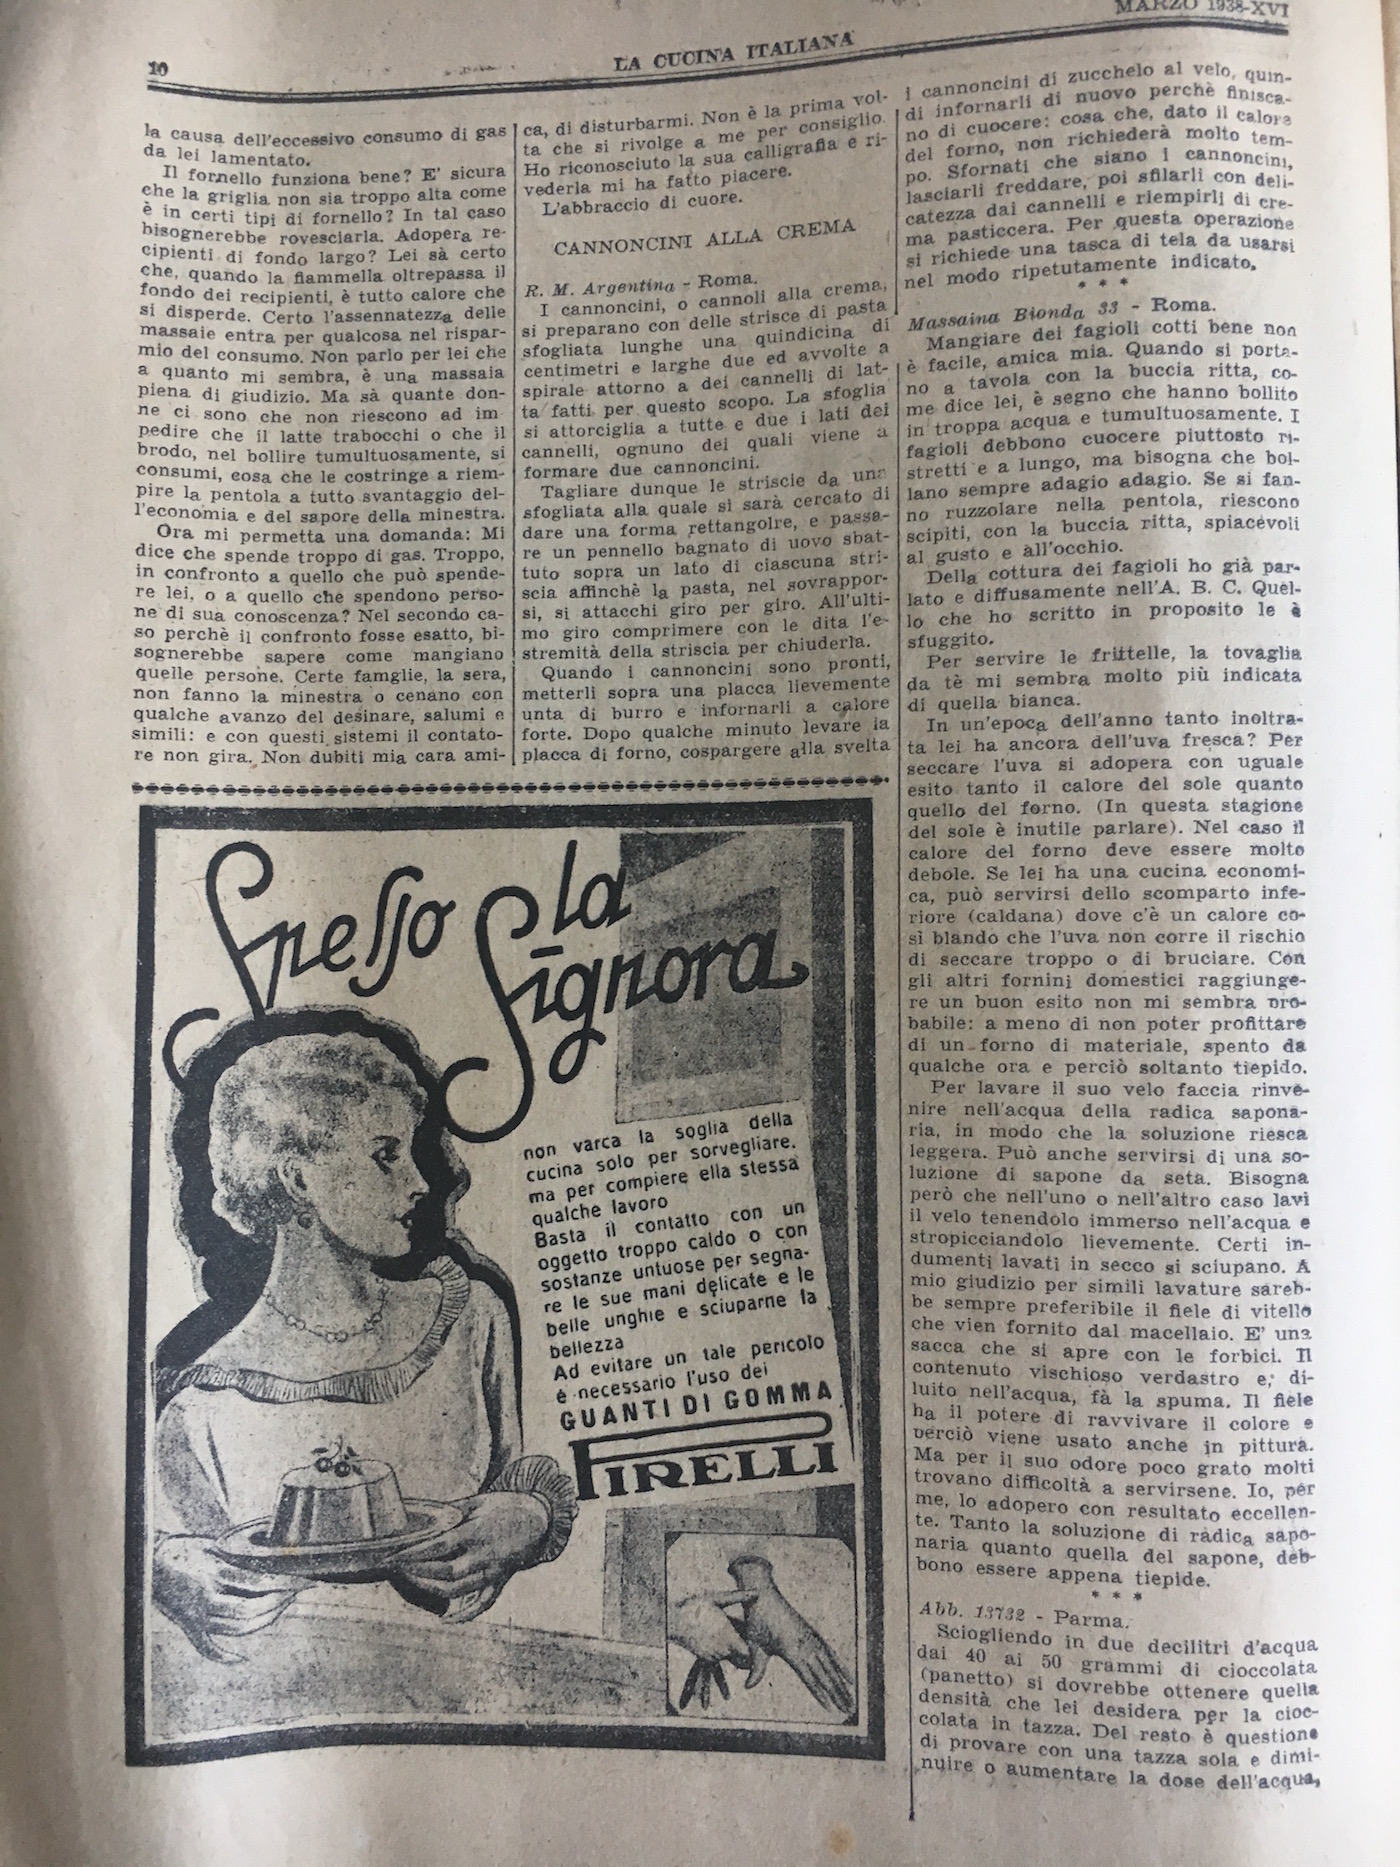 10
LA CUCINA ITALIANA
MARZO 1938-XVI
la causa dell'eccessivo consumo di gas
da lei lamentato.
Il fornello funziona bene? E' sicura
che la griglia non sia troppo alta come
è in certi tipi di fornello? In tal caso
bisognerebbe rovesciarla. Adopera re-
cipienti di fondo largo? Lei sà certo
che, quando la fiammella oltrepassa il
fondo dei recipienti, è tutto calore che
si disperde. Certo l'assennatezza delle
massaie entra per qualcosa nel rispar-
mio del consumo. Non parlo per lei che
a quanto mi sembra, è una massaia
piena di giudizio. Ma sà quante don-
ne ci sono che non riescono ad im
pedire che il latte trabocchi o che il
brodo, nel bollire tumultuosamente, si
consumi, cosa che le costringe a riem-
pire la pentola a tutto svantaggio del-
l'economia e del sapore della minestra.
Ora mi permetta una domanda: Mi
dice che spende troppo di gas. Troppo,
in confronto a quello che può spende-
re lei, o a quello che spendono perso-
ne di sua conoscenza? Nel secondo ca-
so perchè il confronto fosse esatto, bi-
sognerebbe sapere come mangiano
quelle persone. Certe famglie, la sera,
non fanno la minestra o cenano con
qualche avanzo del desinare, salumi e
simili: e con questi sistemi il contato-
re non gira. Non dubiti mia cara ami-
ca, di disturbarmi. Non è la prima vol-
ta che si rivolge a me per consiglio.
Ho riconosciuto la sua calligrafia e ri-
vederla mi ha fatto piacere.
L'abbraccio di cuore.
CANNONCINI ALLA CREMA
R. M. Argentina - Roma.
I cannoncini, o cannoli alla crema,
si preparano con delle strisce di pasta
sfogliata lunghe una quindicina di
centimetri e larghe due ed avvolte a
spirale attorno a dei cannelli di lat-
ta fatti per questo scopo. La sfoglia
si attorciglia a tutte e due i lati dei
cannelli, ognuno dei quali viene a
formare due cannoncini.
Tagliare dunque le striscie da una
sfogliata alla quale si sarà cercato di
dare una forma rettangolre, e passa-
re un pennello bagnato di uovo sbat-
tuto sopra un lato di ciascuna stri-
scia affinchè la pasta, nel sovrappor-
si, si attacchi giro per giro. All'ulti-
mo giro comprimere con le dita l'e-
stremità della striscia per chiuderla.
Quando i cannoncini sono pronti,
metterli sopra una placca lievemente
unta di burro e infornarli a calore
forte. Dopo qualche minuto levare la
placca di forno, cospargere alla svelta
i cannoncini di zucchelo al velo, quin-
di infornarli di nuovo perchè finisca-
no di cuocere: cosa che, dato il calore
del forno, non richiederà molto tem-
po. Sfornati che siano i cannoncini,
lasciarli freddare, poi sfilarli con deli-
catezza dai cannelli e riempirli di cre-
ma pasticcera. Per questa operazione
si richiede una tasca di tela da usarsi
nel modo ripetutamente indicato.
* * *
Massaina Bionda 33 - Roma.
Mangiare dei fagioli cotti bene non
è facile, amica mia. Quando si porta-
no a tavola con la buccia ritta, co-
me dice lei, è segno che hanno bollito
in troppa acqua e tumultuosamente. I
fagioli debbono cuocere piuttosto ri-
stretti e a lungo, ma bisogna che bol-
lano sempre adagio adagio. Se si fan-
no ruzzolare nella pentola, riescono
scipiti, con la buccia ritta, spiacevoli
al gusto e all'occhio.
Della cottura dei fagioli ho già par-
lato e diffusamente nell'A. B. C. Quel-
lo che ho scritto in proposito le è
sfuggito.
Per servire le frittelle, la tovaglia
da tè mi sembra molto più indicata
di quella bianca.
In un'epoca dell'anno tanto inoltra-
ta lei ha ancora dell'uva fresca? Per
seccare l'uva si adopera con uguale
esito tanto il calore del sole quanto
quello del forno. (In questa stagione
del sole è inutile parlare). Nel caso il
calore del forno deve essere molto
debole. Se lei ha una cucina economi-
ca, può servirsi dello scomparto infe-
riore (caldana) dove c'è un calore co-
sì blando che l'uva non corre il rischio
di seccare troppo o di bruciare. Con
gli altri fornini domestici raggiunge-
re un buon esito non mi sembra pro-
babile: a meno di non poter profittare
di un forno di materiale, spento da
qualche ora e perciò soltanto tiepido.
Per lavare il suo velo faccia rinve-
nire nell'acqua della radica sapona-
ria, in modo che la soluzione riesca
leggera. Può anche servirsi di una so-
luzione di sapone da seta. Bisogna
però che nell'uno o nell'altro caso lavi
il velo tenendolo immerso nell'acqua e
stropicciandolo lievemente. Certi in-
dumenti lavati in secco si sciupano. A
mio giudizio per simili lavature sareb-
be sempre preferibile il fiele di vitello
che vien fornito dal macellaio. E' una
sacca che si apre con le forbici. Il
contenuto vischioso verdastro e, di-
luito nell'acqua, fà la spuma. Il fiele
ha il potere di ravvivare il colore e
perciò viene usato anche in pittura.
Ma per il suo odore poco grato molti
trovano difficoltà a servirsene. Io, per
me, lo adopero con resultato eccellen-
te. Tanto la soluzione di radica sapo-
naria quanto quella del sapone, deb-
bono essere appena tiepide.
* * *
Abb. 13732 - Parma.
Sciogliendo in due decilitri d'acqua
dai 40 ai 50 grammi di cioccolata
(panetto) si dovrebbe ottenere quella
densità che lei desidera per la cioc-
colata in tazza. Del resto è questione
di provare con una tazza sola e dimi-
nuire o aumentare la dose dell'acqua,
Spesso la
Signora
non varca la soglia della
cucina solo per sorvegliare.
ma per compiere ella stessa
qualche lavoro
Basta il contatto con un
oggetto troppo caldo o con
sostanze untuose per segna-
re le sue mani delicate e le
belle unghie e sciuparne la
bellezza
Ad evitare un tale pericolo
è necessario l'uso dei
GUANTI DI GOMMA
PIRELLI